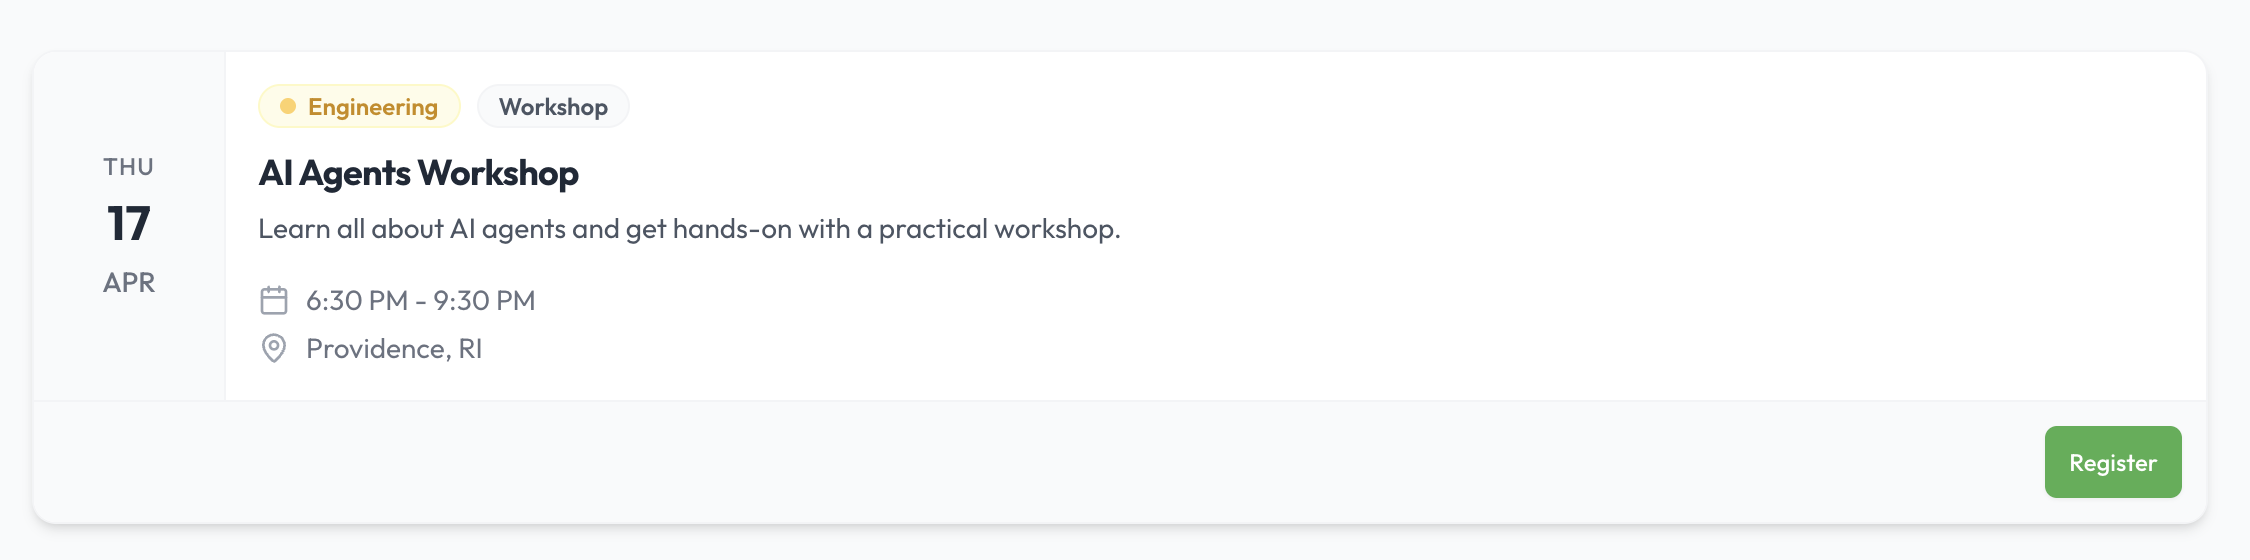 THU
17
APR
Engineering
Workshop
AI Agents Workshop
Learn all about AI agents and get hands-on with a practical workshop.
6:30 PM - 9:30 PM
Providence, RI
Register